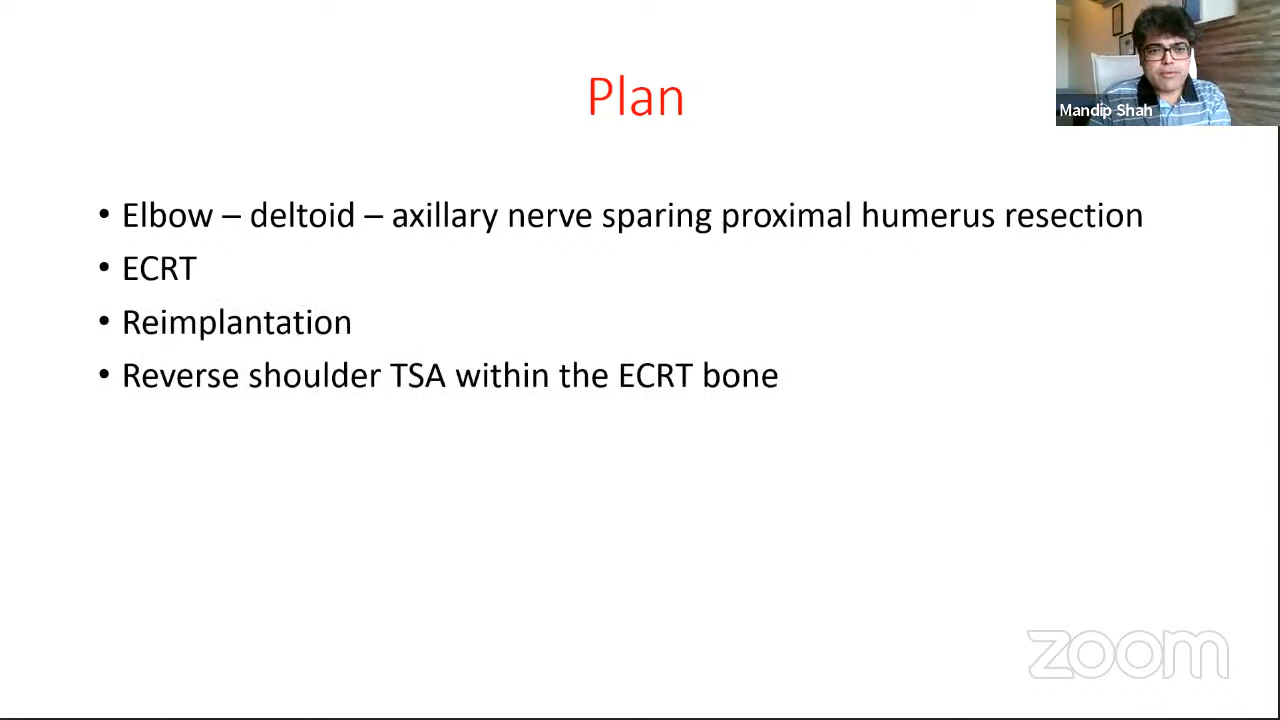 Plan
Mandip Shah
• Elbow – deltoid – axillary nerve sparing proximal humerus resection
• ECRT
• Reimplantation
• Reverse shoulder TSA within the ECRT bone
zoom